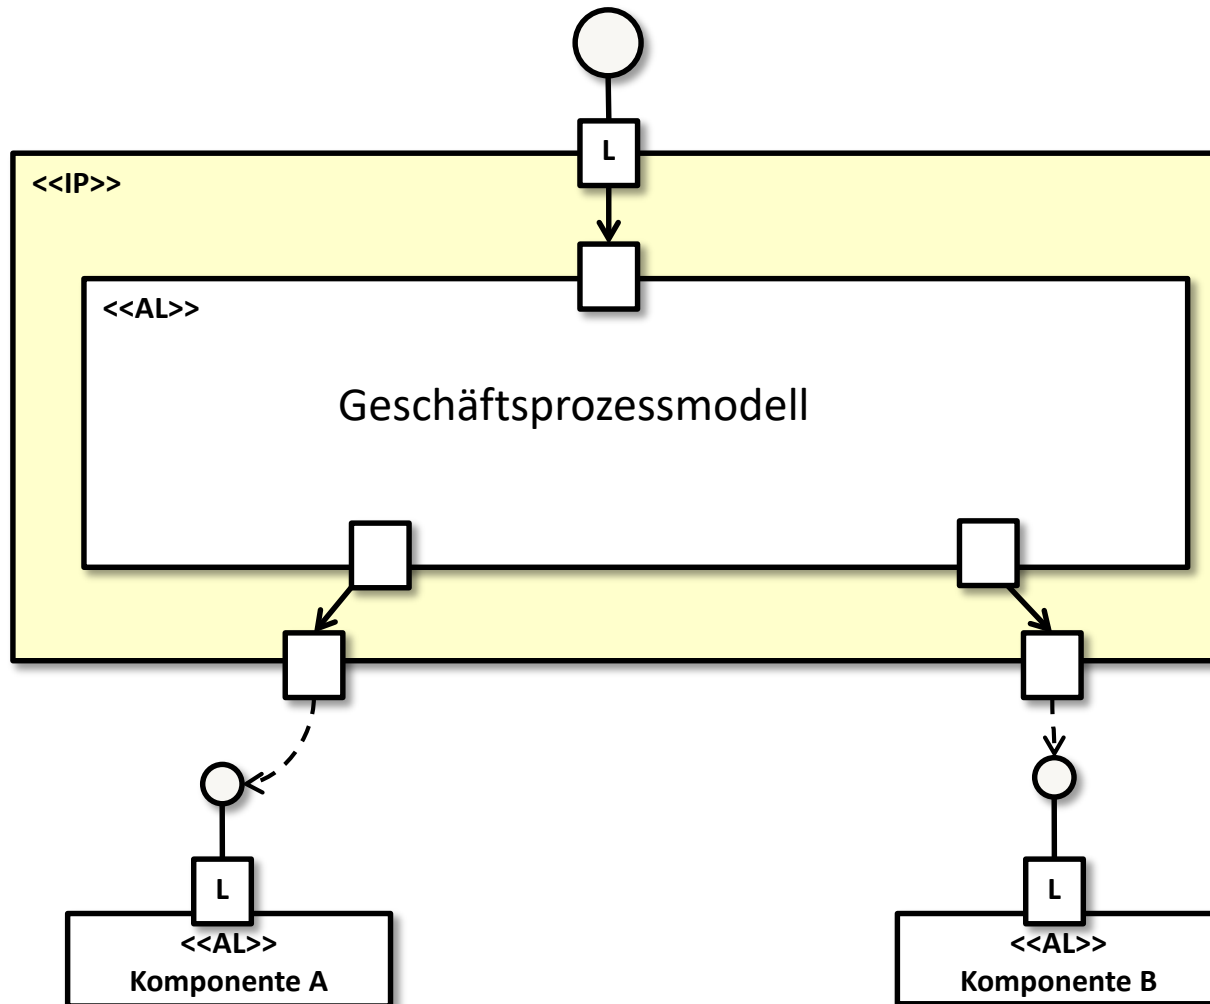 L
<<IP>>
<<AL>>
Geschäftsprozessmodell
L
L
<<AL>>
Komponente A
<<AL>>
Komponente B